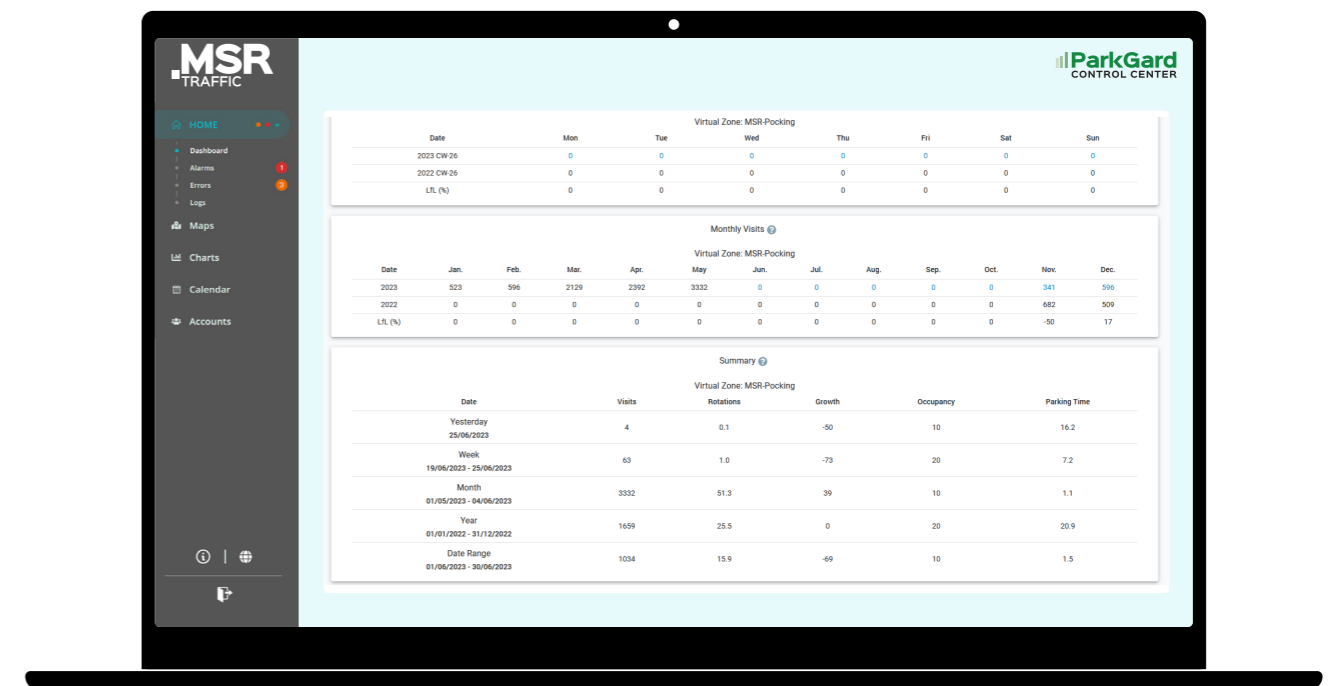 .MSR
TRAFFIC
ParkGard
CONTROL CENTER
HOME
Dashboard
Alarms 1
Errors 3
Logs
Maps
Charts
Calendar
Accounts
Virtual Zone: MSR-Pocking
Date Mon Tue Wed Thu Fri Sat Sun
2023 CW-26 0 0 0 0 0 0 0
2022 CW-26 0 0 0 0 0 0 0
LfL (%) 0 0 0 0 0 0 0
Monthly Visits ?
Virtual Zone: MSR-Pocking
Date Jan. Feb. Mar. Apr. May Jun. Jul. Aug. Sep. Oct. Nov. Dec.
2023 523 596 2129 2392 3332 0 0 0 0 0 341 596
2022 0 0 0 0 0 0 0 0 0 0 682 509
LfL (%) 0 0 0 0 0 0 0 0 0 0 -50 17
Summary ?
Virtual Zone: MSR-Pocking
Date Visits Rotations Growth Occupancy Parking Time
Yesterday
25/06/2023 4 0.1 -50 10 16.2
Week
19/06/2023 - 25/06/2023 63 1.0 -73 20 7.2
Month
01/05/2023 - 04/06/2023 3332 51.3 39 10 1.1
Year
01/01/2022 - 31/12/2022 1659 25.5 0 20 20.9
Date Range
01/06/2023 - 30/06/2023 1034 15.9 -69 10 1.5